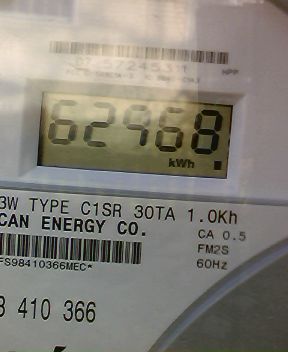 62968
kWh
3W TYPE C1SR 30TA 1.0Kh
CAN ENERGY CO.
CA 0.5
FM2S
FS98410366MEC*
60Hz
3 410 366